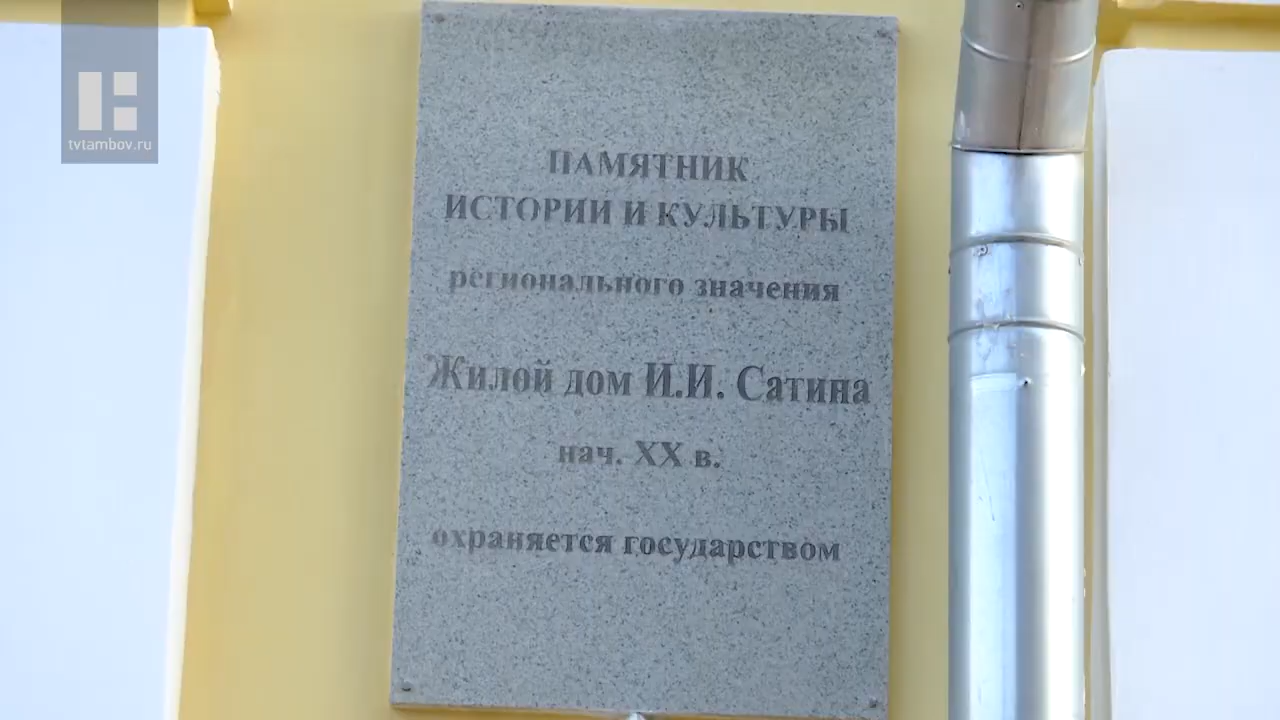 tvtambov.ru
ПАМЯТНИК
ИСТОРИИ И КУЛЬТУРЫ
регионального значения
Жилой дом И.И. Сатина
нач. XX в.
охраняется государством